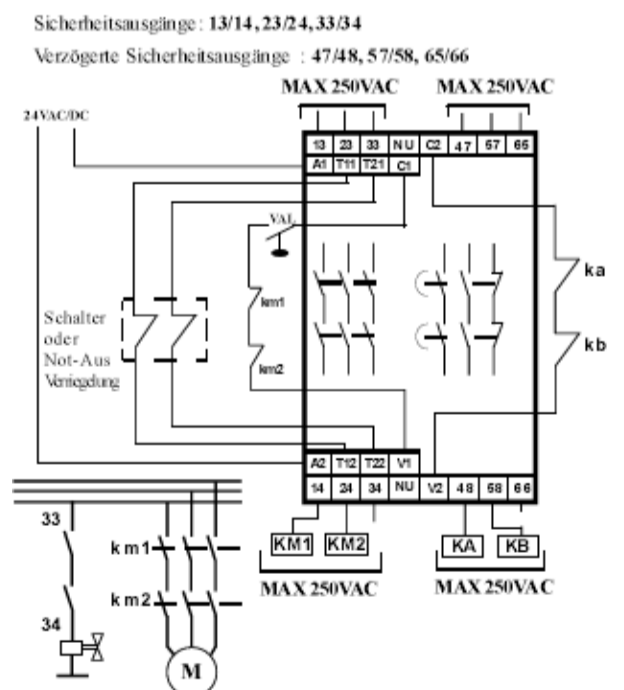 Sicherheitsausgänge: 13/14, 23/24, 33/34
Verzögerte Sicherheitsausgänge : 47/48, 57/58, 65/66
MAX 250VAC MAX 250VAC
24VAC/DC
13 23 33 NU C2 47 57 65
A1 T11 T21 C1
VAL
ka
km1
Schalter
oder
Not-Aus
Verriegelung
kb
km2
A2 T12 T22 V1
14 24 34 NU V2 48 58 66
33
km1
KM1 KM2 KA KB
MAX 250VAC MAX 250VAC
km2
34
M